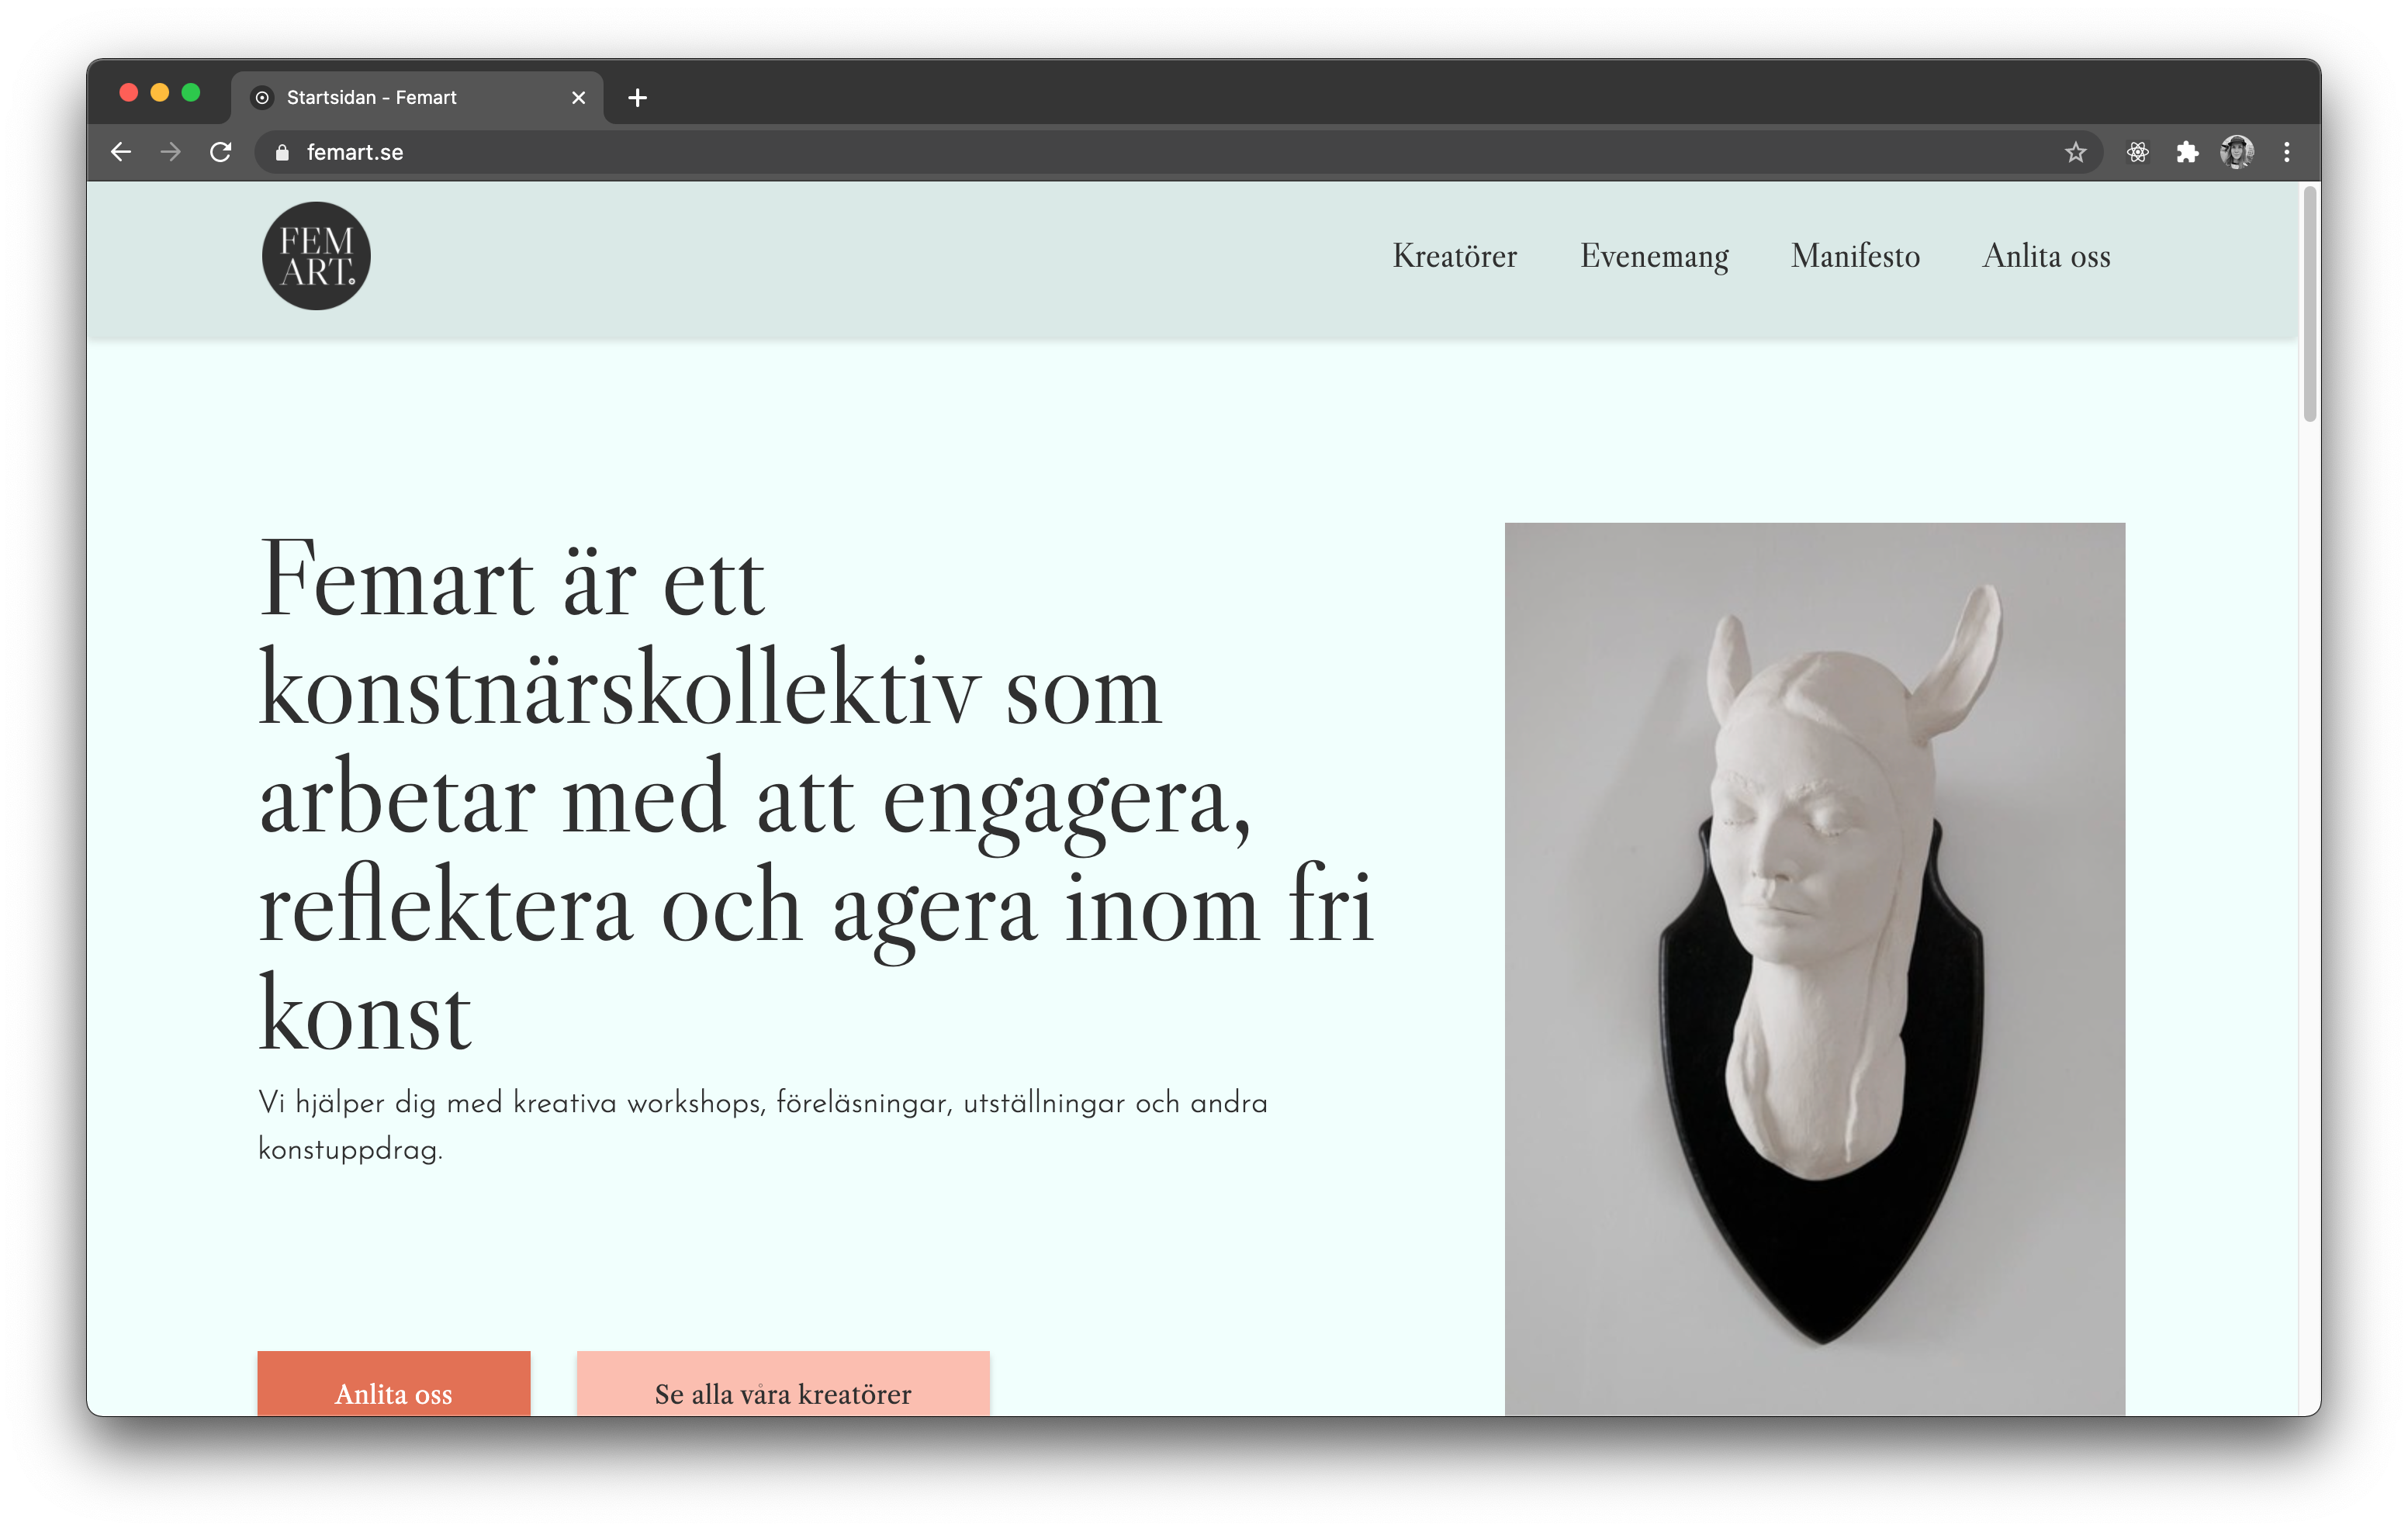 Startsidan - Femart
femart.se
FEM
ART.
Kreatörer Evenemang Manifesto Anlita oss
Femart är ett
konstnärskollektiv som
arbetar med att engagera,
reflektera och agera inom fri
konst
Vi hjälper dig med kreativa workshops, föreläsningar, utställningar och andra
konstuppdrag.
Anlita oss Se alla våra kreatörer